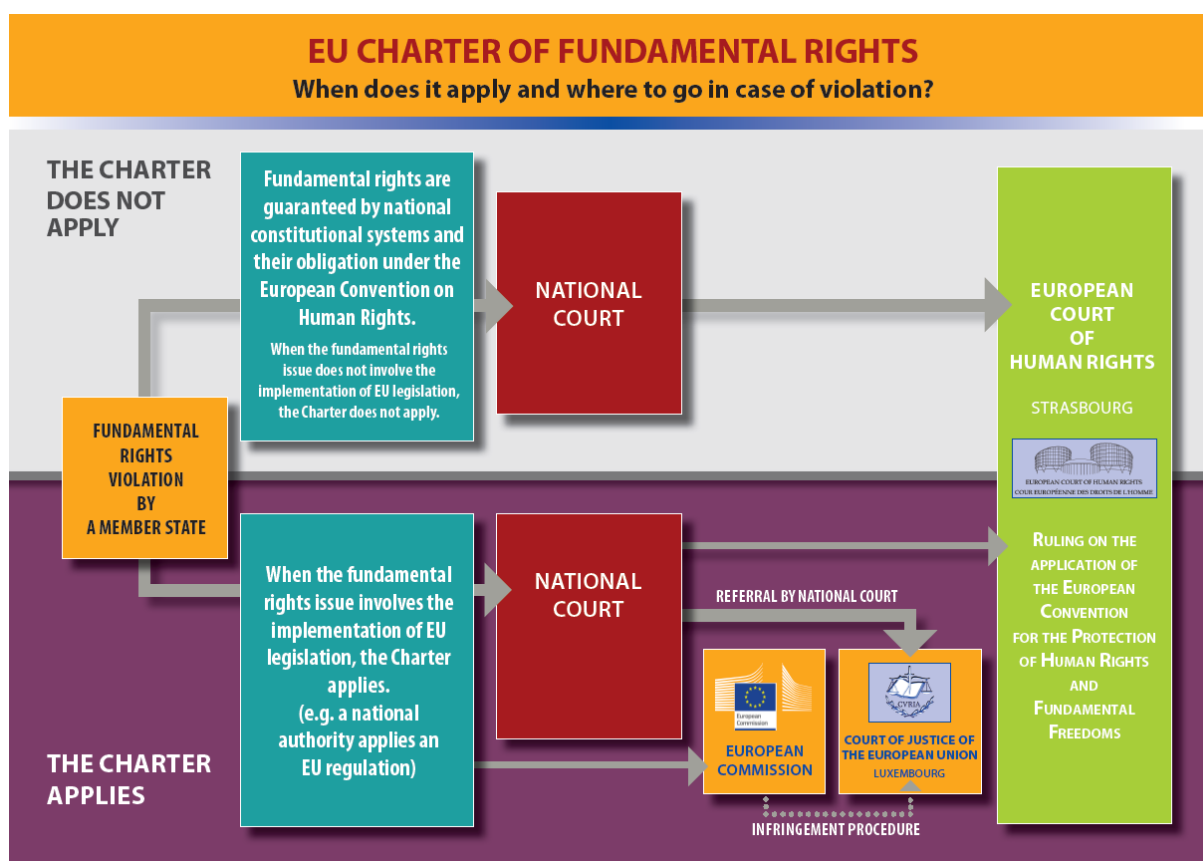 EU CHARTER OF FUNDAMENTAL RIGHTS
When does it apply and where to go in case of violation?
THE CHARTER
DOES NOT
APPLY
Fundamental rights are
guaranteed by national
constitutional systems and
their obligation under the
European Convention on
Human Rights.
When the fundamental rights
issue does not involve the
implementation of EU legislation,
the Charter does not apply.
NATIONAL
COURT
EUROPEAN
COURT
OF
HUMAN RIGHTS
STRASBOURG
EUROPEAN COURT OF HUMAN RIGHTS
COUR EUROPÉENNE DES DROITS DE L'HOMME
RULING ON THE
APPLICATION OF
THE EUROPEAN
CONVENTION
FOR THE PROTECTION
OF HUMAN RIGHTS
AND
FUNDAMENTAL
FREEDOMS
FUNDAMENTAL
RIGHTS
VIOLATION
BY
A MEMBER STATE
When the fundamental
rights issue involves the
implementation of EU
legislation, the Charter
applies.
(e.g. a national
authority applies an
EU regulation)
NATIONAL
COURT
REFERRAL BY NATIONAL COURT
European
Commission
EUROPEAN
COMMISSION
CVRIA
COURT OF JUSTICE OF
THE EUROPEAN UNION
LUXEMBOURG
INFRINGEMENT PROCEDURE
THE CHARTER
APPLIES